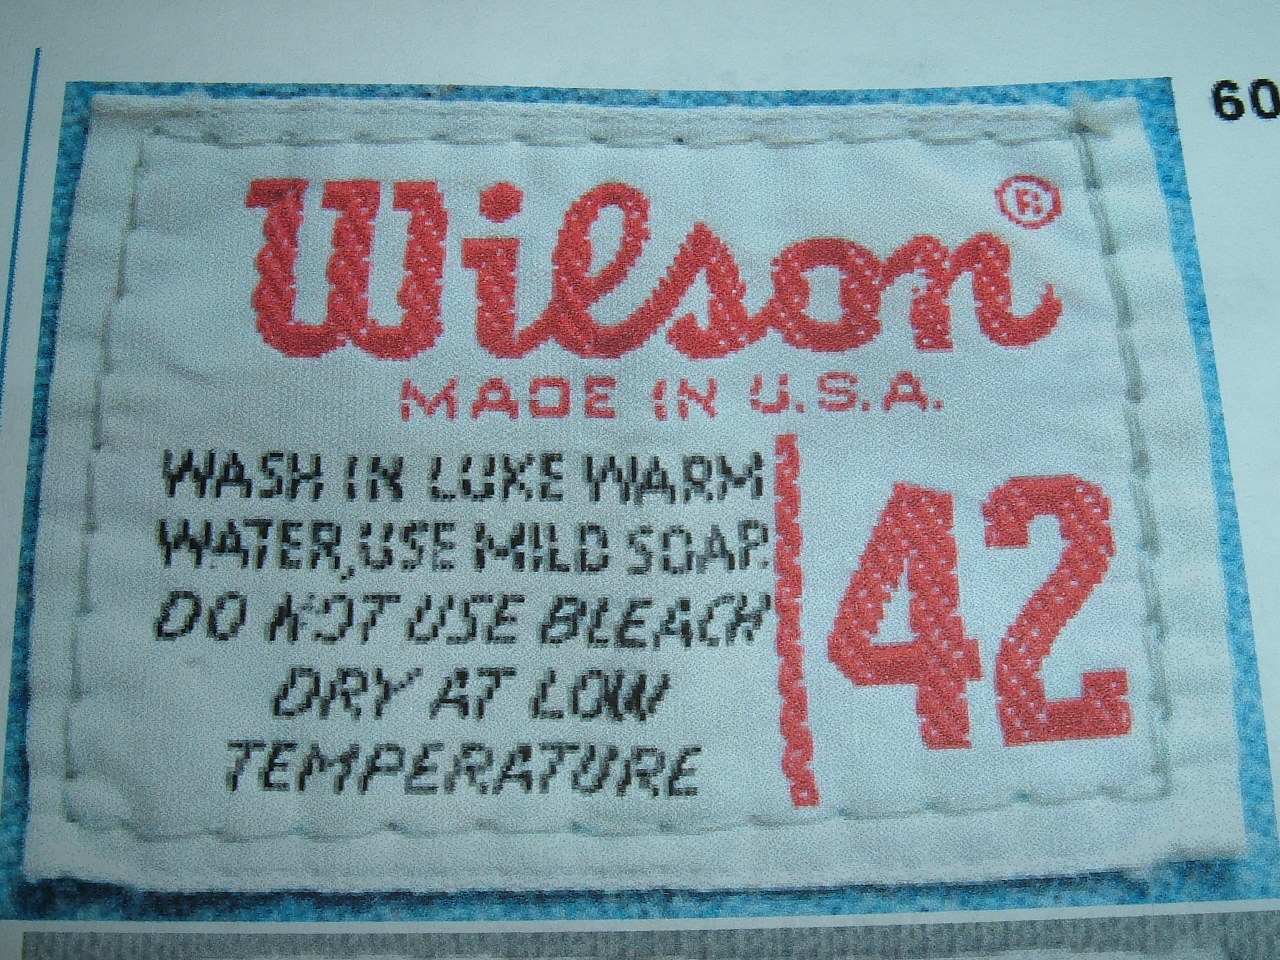 60
Wilson®
MADE IN U.S.A.
WASH IN LUKE WARM
WATER, USE MILD SOAP.
DO NOT USE BLEACH
DRY AT LOW
TEMPERATURE
42